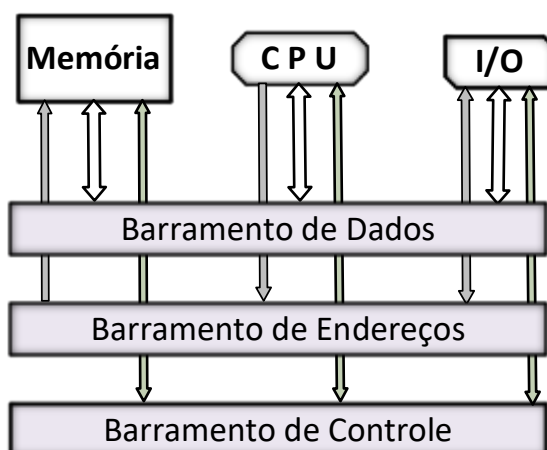 Memória
C P U
I/O
Barramento de Dados
Barramento de Endereços
Barramento de Controle